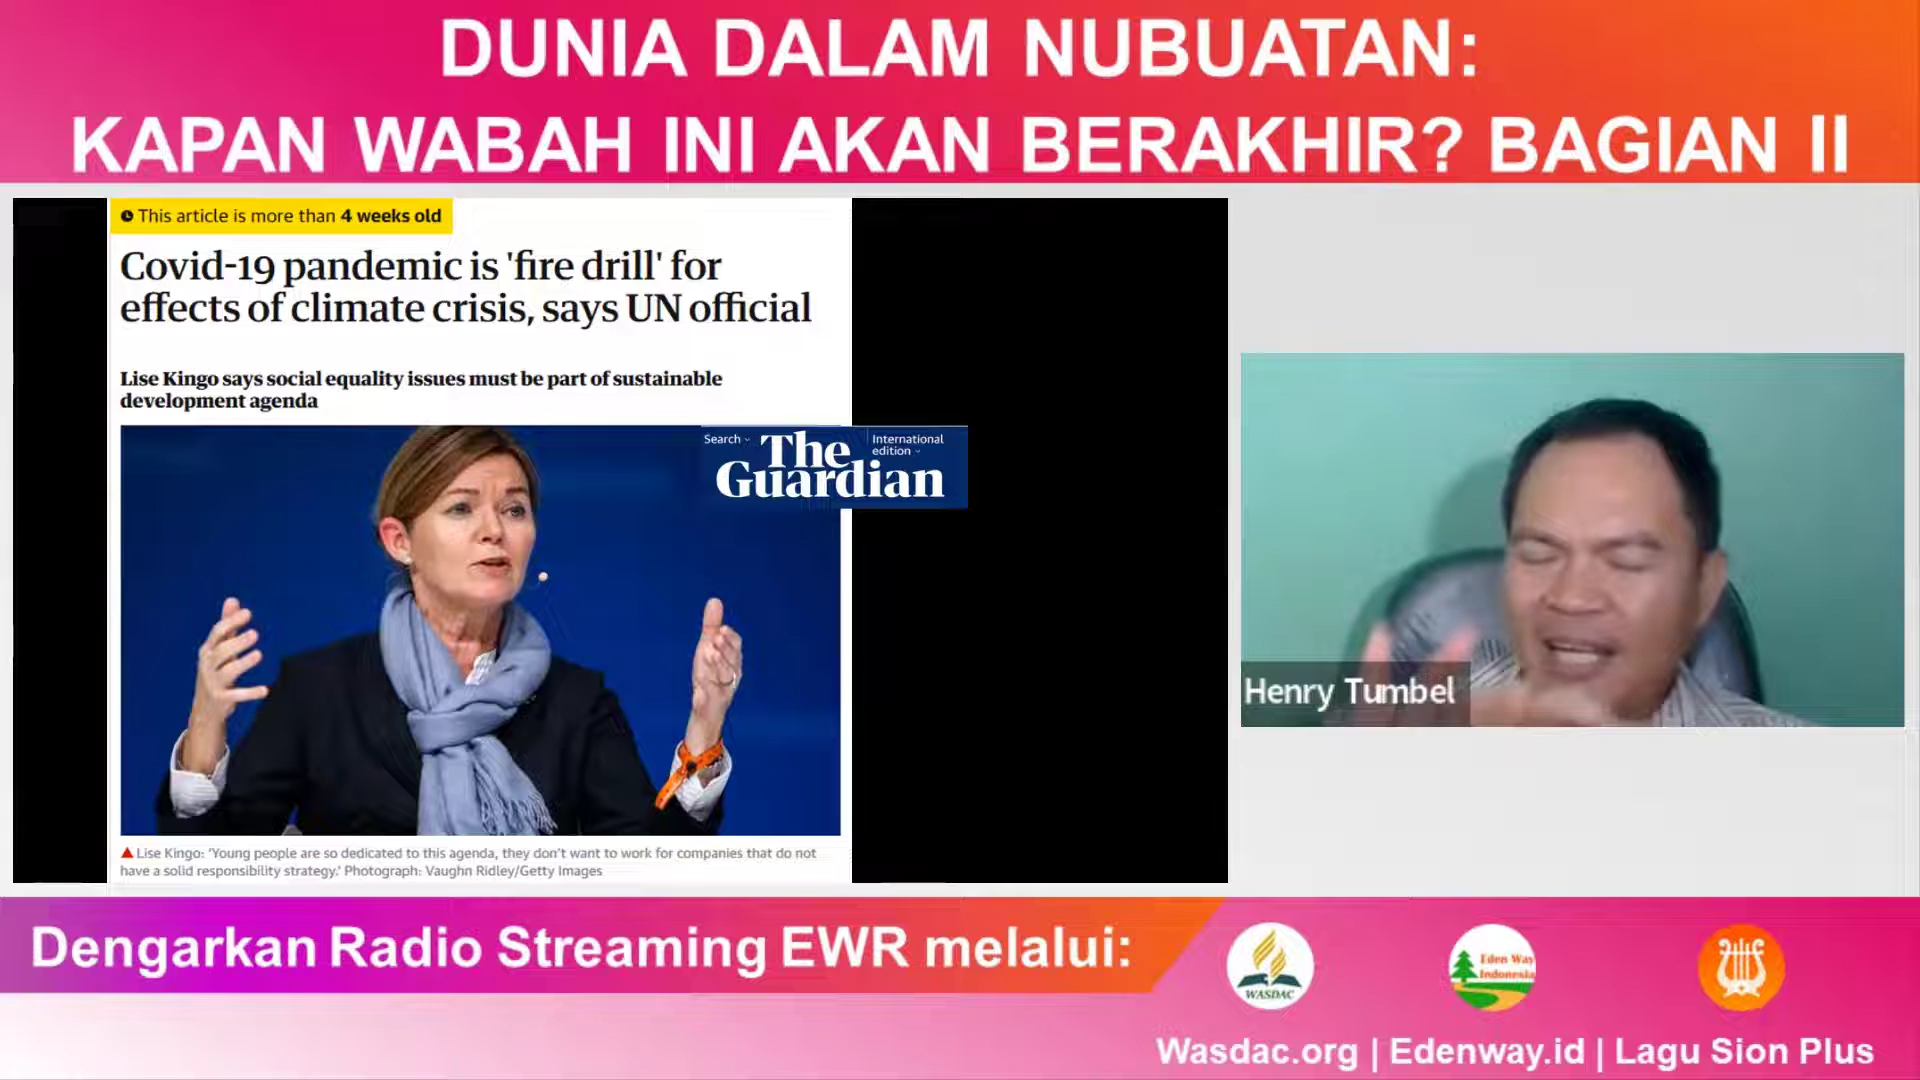 DUNIA DALAM NUBUATAN:
KAPAN WABAH INI AKAN BERAKHIR? BAGIAN II
This article is more than 4 weeks old
Covid-19 pandemic is 'fire drill' for
effects of climate crisis, says UN official
Lise Kingo says social equality issues must be part of sustainable
development agenda
Search
The
Guardian
International
edition
Lise Kingo: 'Young people are so dedicated to this agenda, they don't want to work for companies that do not
have a solid responsibility strategy.' Photograph: Vaughn Ridley/Getty Images
Henry Tumbel
Dengarkan Radio Streaming EWR melalui:
WASDAC
Eden Way
Indonesia
Wasdac.org | Edenway.id | Lagu Sion Plus